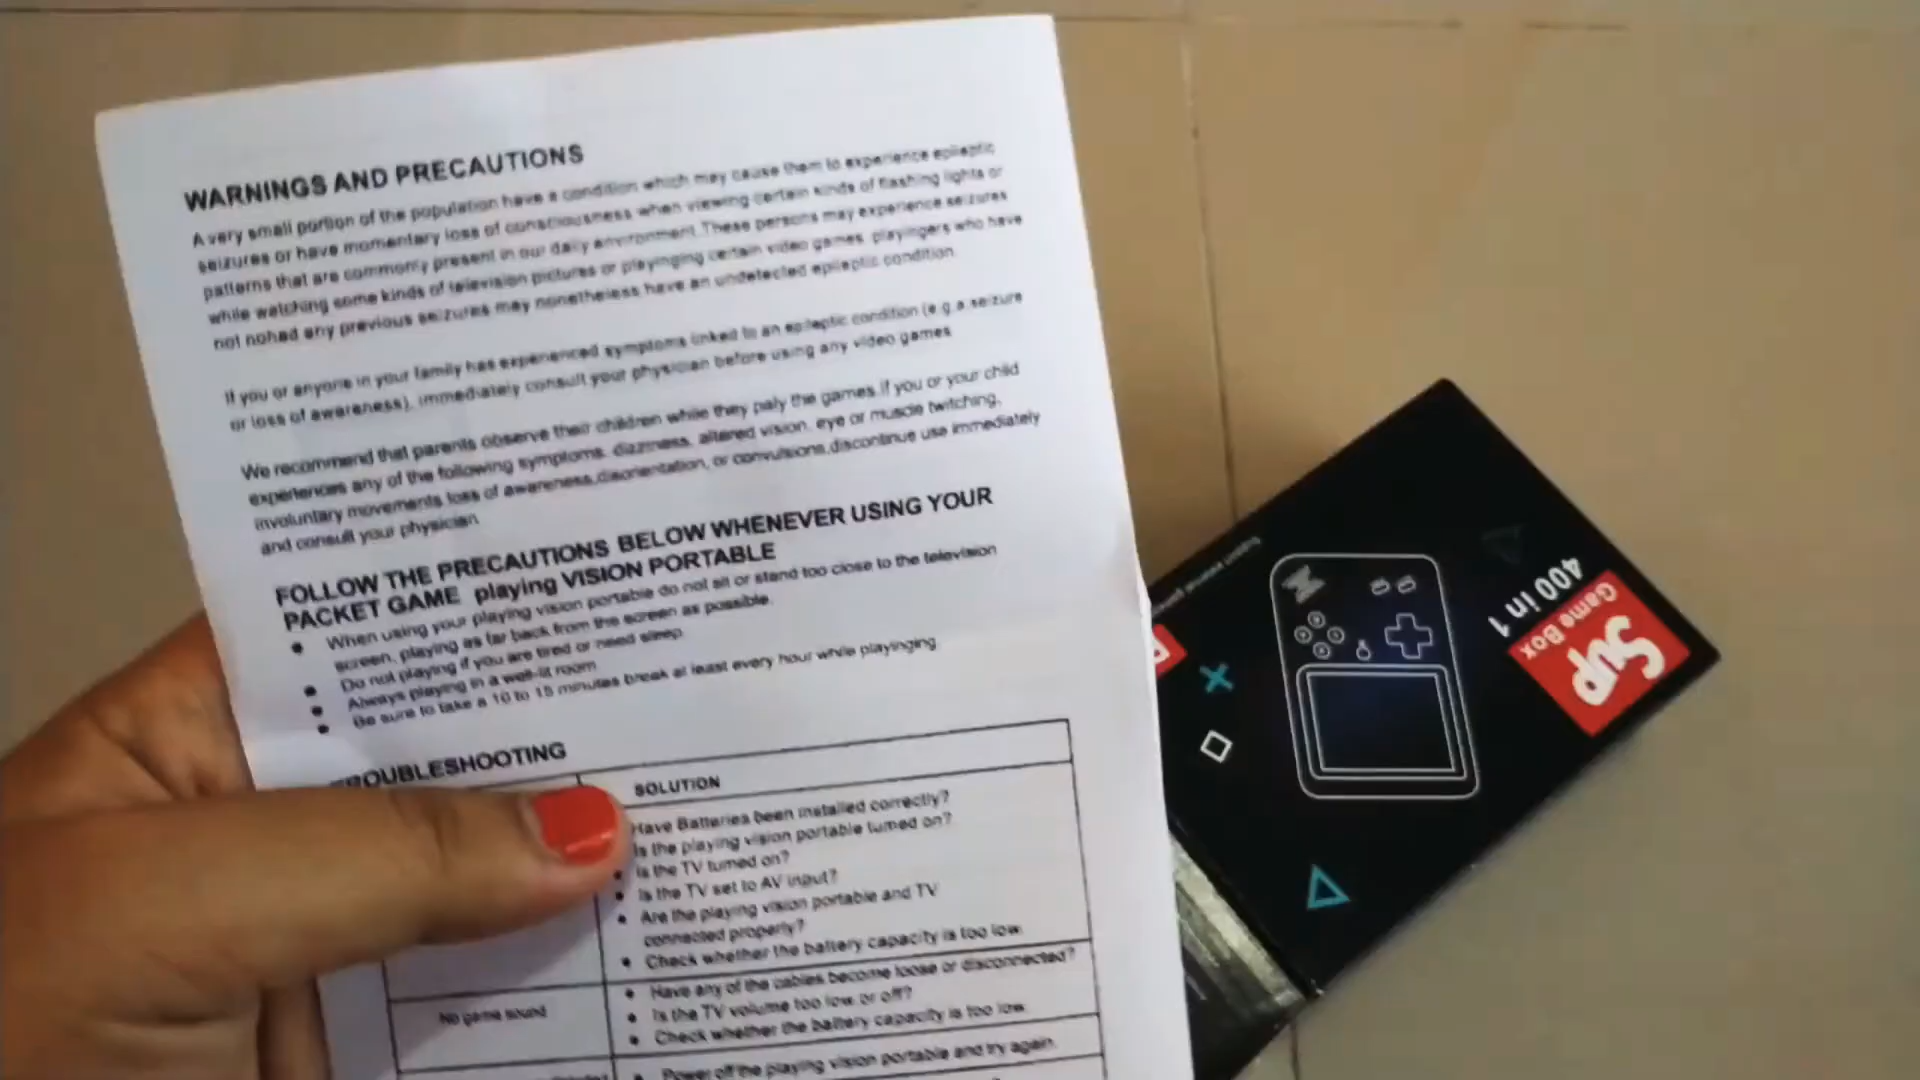 WARNINGS AND PRECAUTIONS
A very small portion of the population have a condition which may cause them to experience epileptic
seizures or have momentary loss of consciousness when viewing certain kinds of flashing lights or
patterns that are commonly present in our daily environment.These persons may experience seizures
while watching some kinds of television pictures or playinging certain video games. playingers who have
not nohad any previous seizures may nonetheless have an undetected epileptic condition.
If you or anyone in your family has experienced symptoms linked to an epileptic condition (e.g.a seizure
or loss of awareness), immediately consult your physician before using any video games
We recommend that parents observe their children while they paly the games.If you or your child
experiences any of the following symptoms: dizziness, altered vision, eye or muscle twitching,
involuntary movements loss of awareness,disorientation, or convulsions,discontinue use immediately
and consult your physician
FOLLOW THE PRECAUTIONS BELOW WHENEVER USING YOUR
PACKET GAME playing VISION PORTABLE
● When using your playing vision portable do not sit or stand too close to the television
screen, playing as far back from the screen as possible.
● Do not playing if you are tired or need sleep
● Always playing in a well-lit room
● Be sure to take a 10 to 15 minutes break at least every hour while playinging.
TROUBLESHOOTING
SOLUTION
Have Batteries been installed correctly?
Is the playing vision portable turned on?
● Is the TV turned on?
● Is the TV set to AV input?
● Are the playing vision portable and TV
connected properly?
● Check whether the battery capacity is too low.
No game sound
● Have any of the cables become loose or disconnected?
● Is the TV volume too low or off?
● Check whether the battery capacity is too low.
● Power off the playing vision portable and try again.
Sup
Game Box
400 in 1